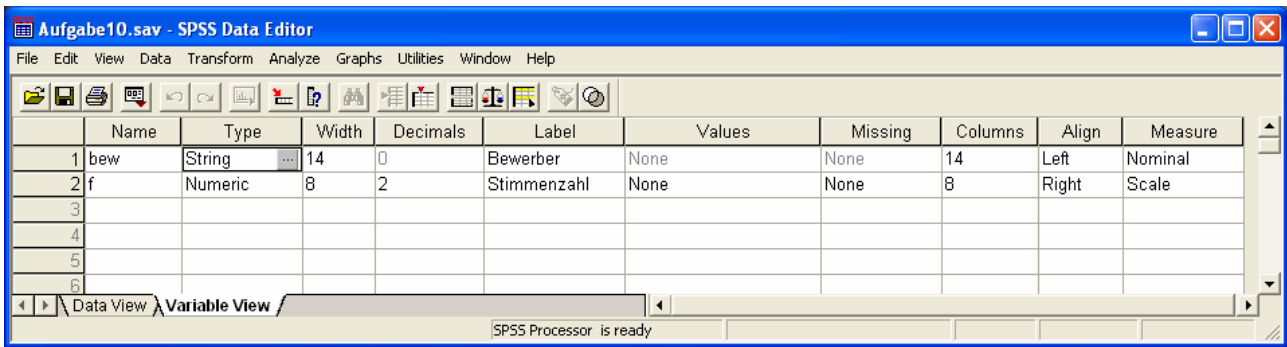 Aufgabe10.sav - SPSS Data Editor
File Edit View Data Transform Analyze Graphs Utilities Window Help
Name Type Width Decimals Label Values Missing Columns Align Measure
1 bew String ... 14 0 Bewerber None None 14 Left Nominal
2 f Numeric 8 2 Stimmenzahl None None 8 Right Scale
3
4
5
6
Data View Variable View
SPSS Processor is ready